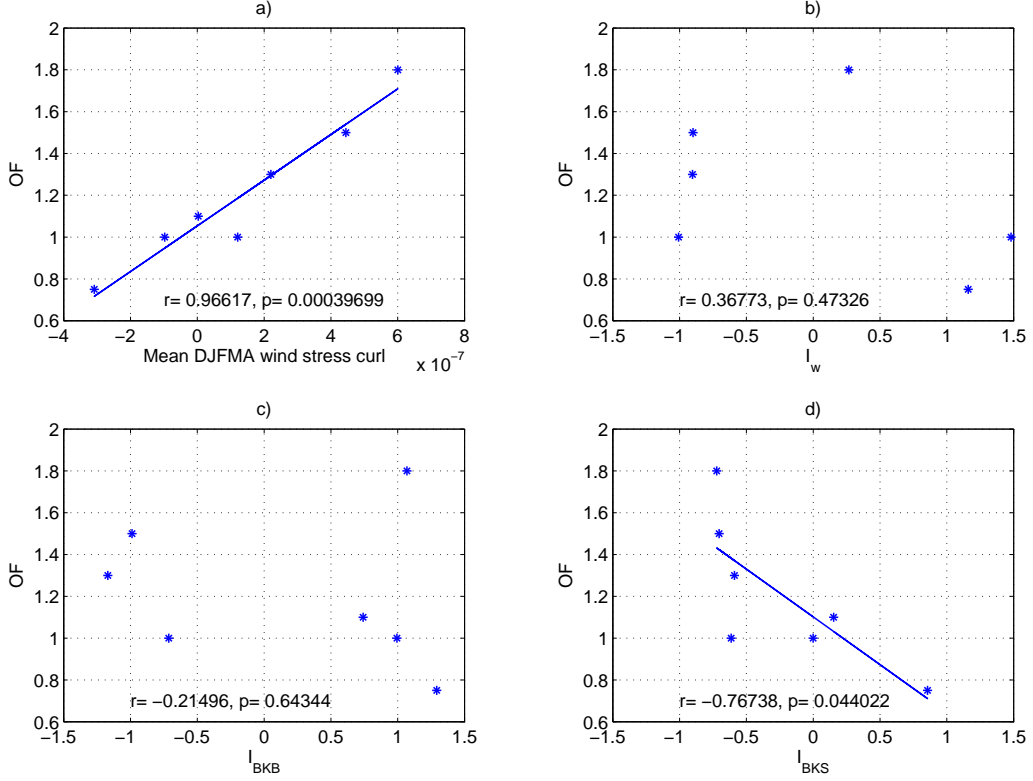 a)
2
1.8
1.6
1.4
1.2
1
0.8
0.6
OF
r= 0.96617, p= 0.00039699
−4 −2 0 2 4 6 8
Mean DJFMA wind stress curl
x 10−7
b)
2
1.8
1.6
1.4
1.2
1
0.8
0.6
OF
r= 0.36773, p= 0.47326
−1.5 −1 −0.5 0 0.5 1 1.5
I_w
c)
2
1.8
1.6
1.4
1.2
1
0.8
0.6
OF
r= −0.21496, p= 0.64344
−1.5 −1 −0.5 0 0.5 1 1.5
I_BKB
d)
2
1.8
1.6
1.4
1.2
1
0.8
0.6
OF
r= −0.76738, p= 0.044022
−1.5 −1 −0.5 0 0.5 1 1.5
I_BKS